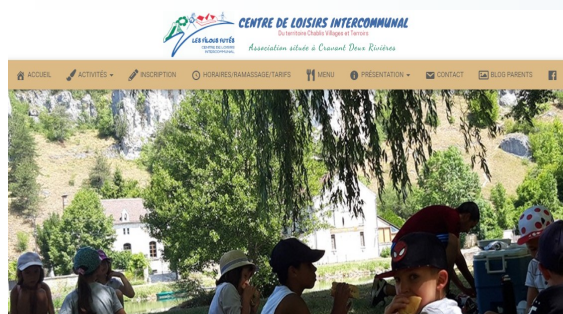 CENTRE DE LOISIRS INTERCOMMUNAL
Du territoire Chablis Villages et Terroirs
LES FILOUS FUTÉS
CENTRE DE LOISIRS
INTERCOMMUNAL
Association située à Cravant Deux Rivières
ACCUEIL ACTIVITÉS INSCRIPTION HORAIRES/RAMASSAGE/TARIFS MENU PRÉSENTATION CONTACT BLOG PARENTS